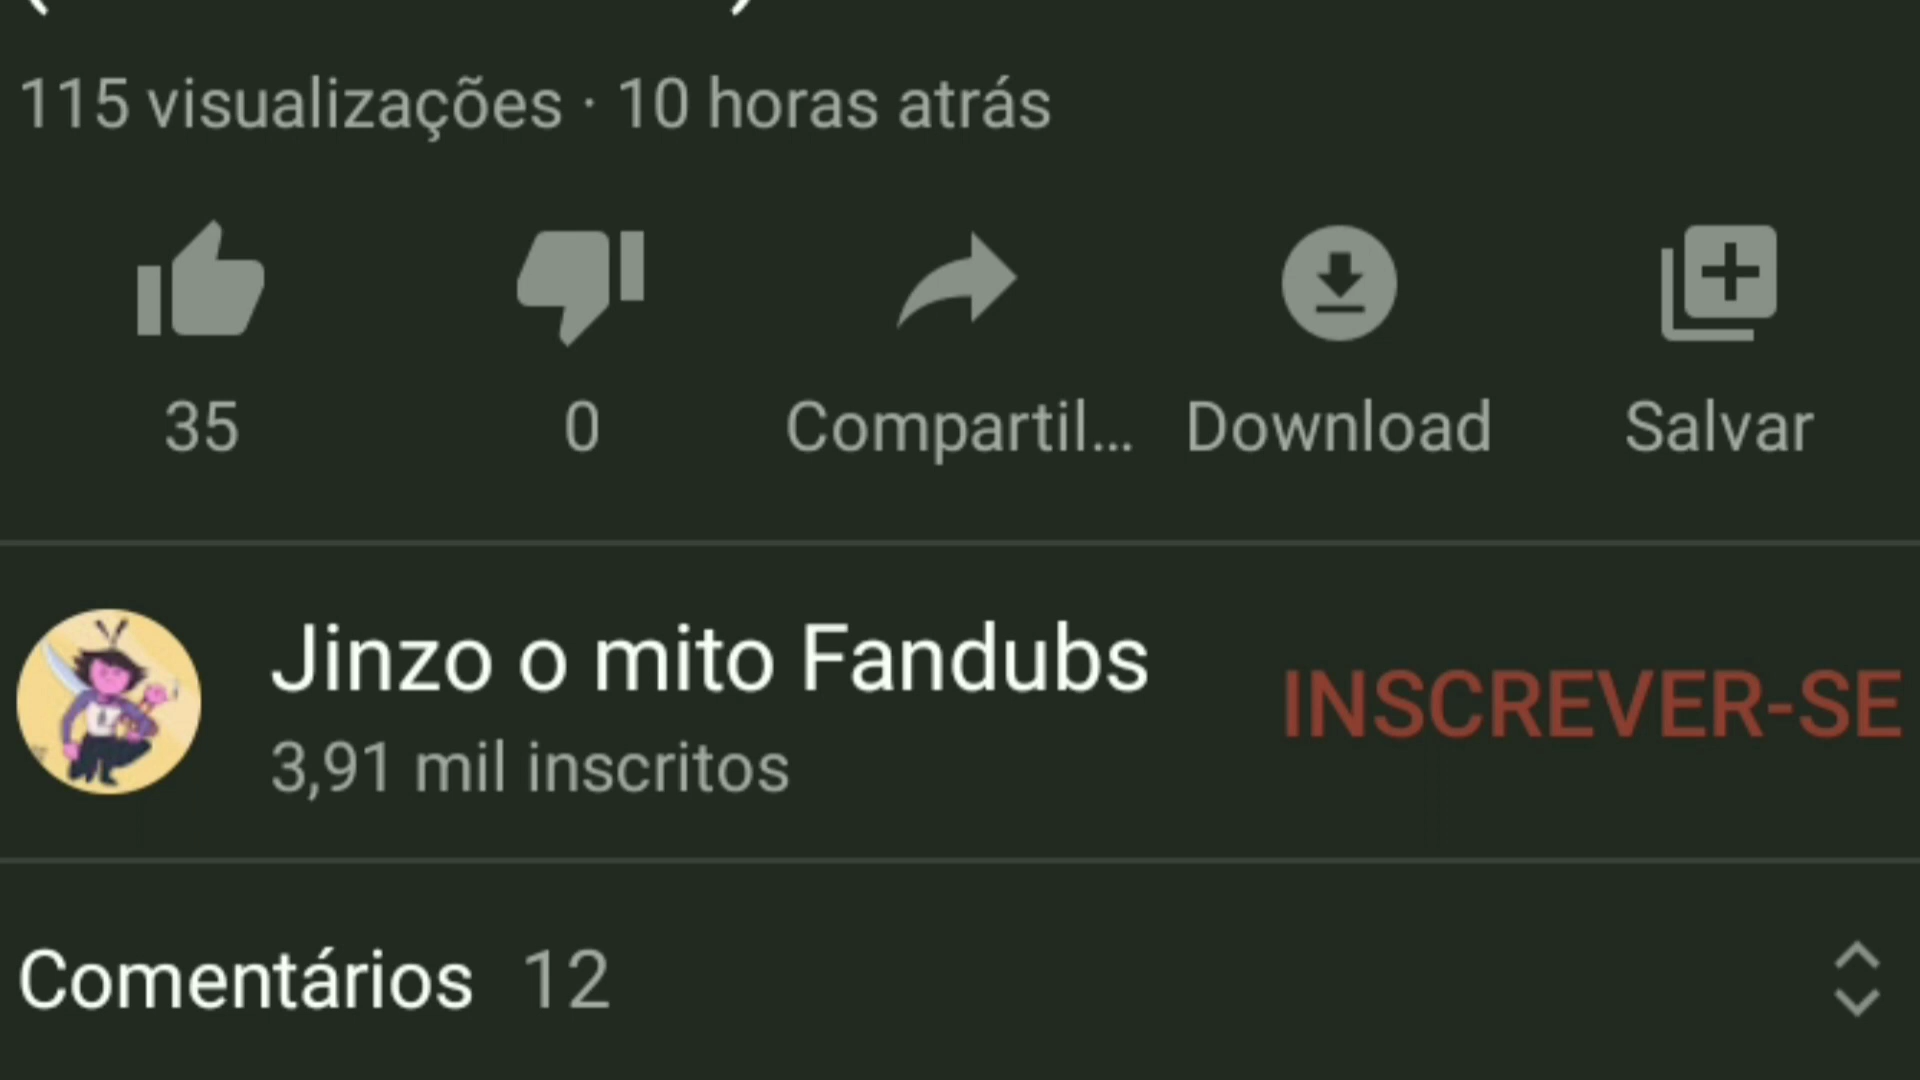 115 visualizações · 10 horas atrás
35 0 Compartil... Download Salvar
Jinzo o mito Fandubs
INSCREVER-SE
3,91 mil inscritos
Comentários 12